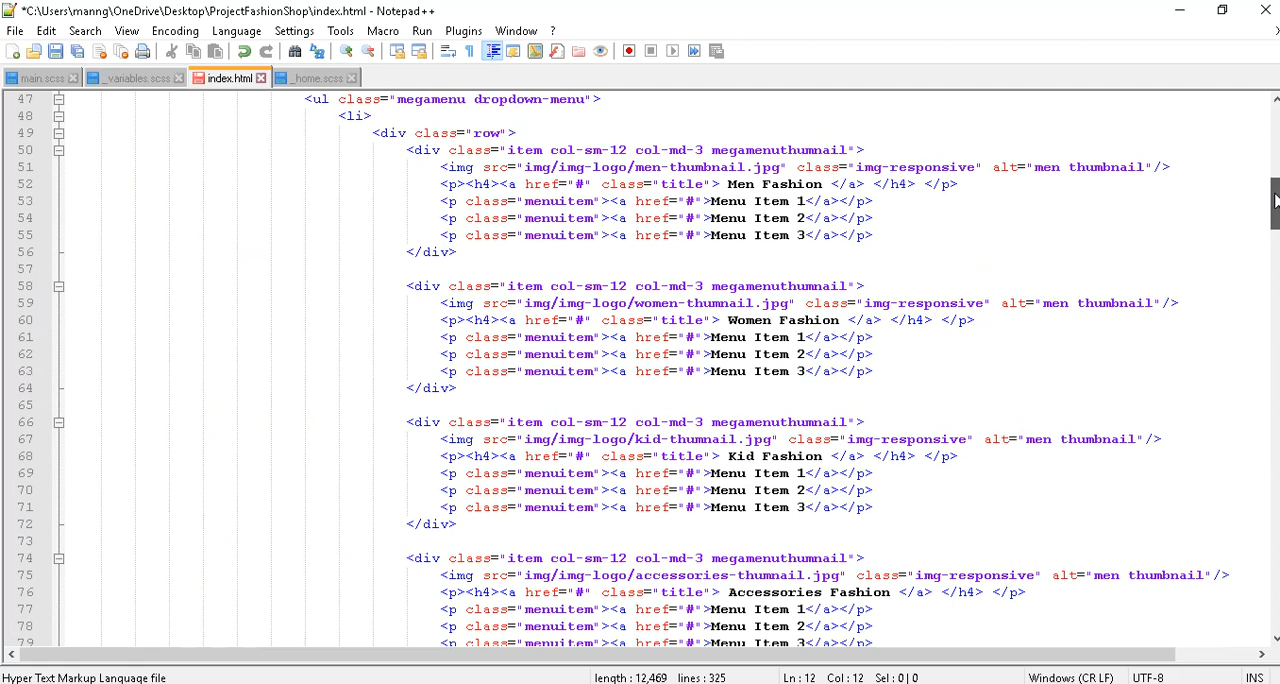 *C:\Users\manng\OneDrive\Desktop\ProjectFashionShop\index.html - Notepad++
File Edit Search View Encoding Language Settings Tools Macro Run Plugins Window ?
main.scss _variables.scss index.html _home.scss
47 <ul class="megamenu dropdown-menu">
48 <li>
49 <div class="row">
50 <div class="item col-sm-12 col-md-3 megamenuthumnail">
51 <img src="img/img-logo/men-thumbnail.jpg" class="img-responsive" alt="men thumbnail"/>
52 <p><h4><a href="#" class="title"> Men Fashion </a> </h4> </p>
53 <p class="menuitem"><a href="#">Menu Item 1</a></p>
54 <p class="menuitem"><a href="#">Menu Item 2</a></p>
55 <p class="menuitem"><a href="#">Menu Item 3</a></p>
56 </div>
57
58 <div class="item col-sm-12 col-md-3 megamenuthumnail">
59 <img src="img/img-logo/women-thumnail.jpg" class="img-responsive" alt="men thumbnail"/>
60 <p><h4><a href="#" class="title"> Women Fashion </a> </h4> </p>
61 <p class="menuitem"><a href="#">Menu Item 1</a></p>
62 <p class="menuitem"><a href="#">Menu Item 2</a></p>
63 <p class="menuitem"><a href="#">Menu Item 3</a></p>
64 </div>
65
66 <div class="item col-sm-12 col-md-3 megamenuthumnail">
67 <img src="img/img-logo/kid-thumnail.jpg" class="img-responsive" alt="men thumbnail"/>
68 <p><h4><a href="#" class="title"> Kid Fashion </a> </h4> </p>
69 <p class="menuitem"><a href="#">Menu Item 1</a></p>
70 <p class="menuitem"><a href="#">Menu Item 2</a></p>
71 <p class="menuitem"><a href="#">Menu Item 3</a></p>
72 </div>
73
74 <div class="item col-sm-12 col-md-3 megamenuthumnail">
75 <img src="img/img-logo/accessories-thumnail.jpg" class="img-responsive" alt="men thumbnail"/>
76 <p><h4><a href="#" class="title"> Accessories Fashion </a> </h4> </p>
77 <p class="menuitem"><a href="#">Menu Item 1</a></p>
78 <p class="menuitem"><a href="#">Menu Item 2</a></p>
79 <p class="menuitem"><a href="#">Menu Item 3</a></p>
Hyper Text Markup Language file length : 12,469 lines : 325 Ln : 12 Col : 12 Sel : 0 | 0 Windows (CR LF) UTF-8 INS